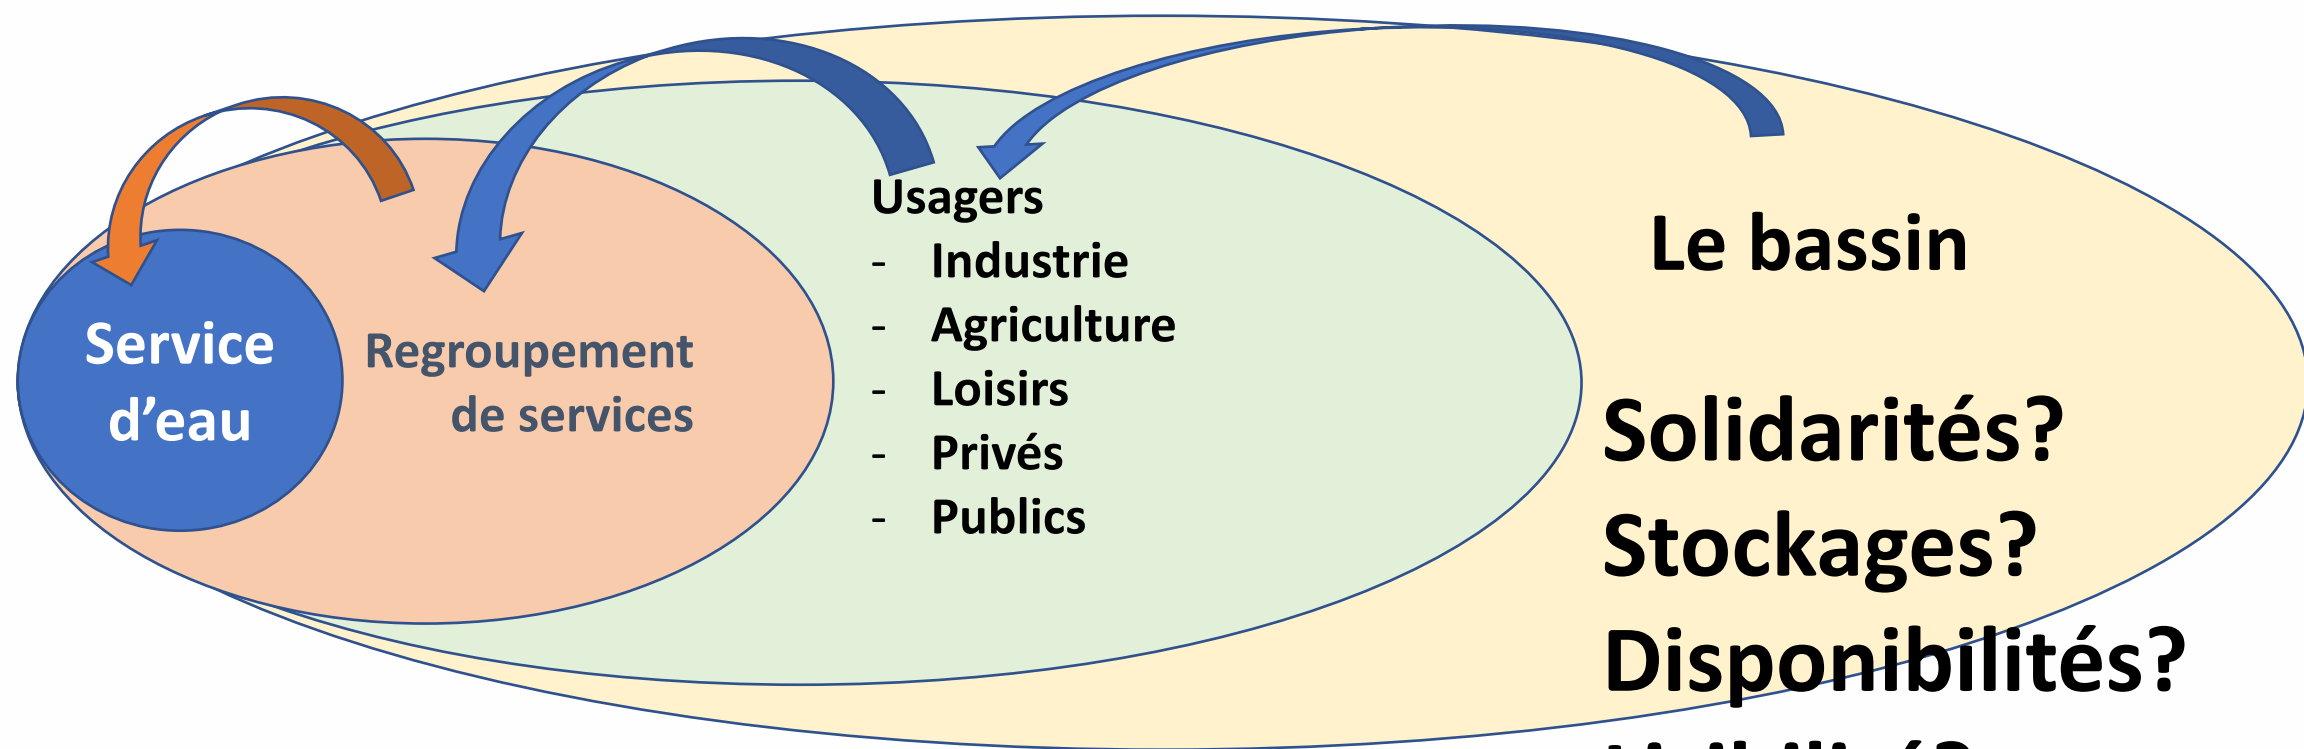 Service
d’eau
Regroupement
de services
Usagers
- Industrie
- Agriculture
- Loisirs
- Privés
- Publics
Le bassin
Solidarités?
Stockages?
Disponibilités?